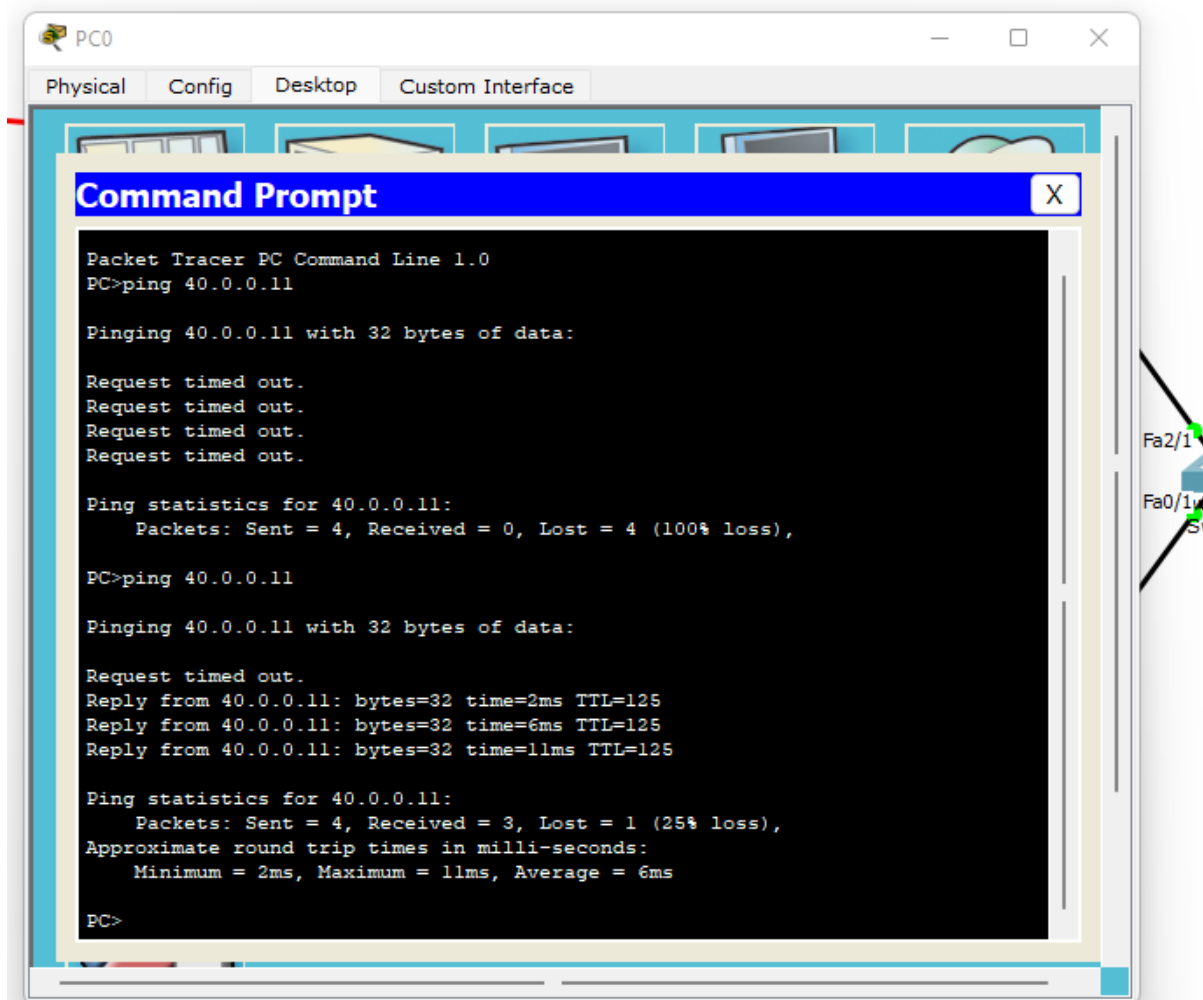 PC0
Physical Config Desktop Custom Interface
Command Prompt X
Packet Tracer PC Command Line 1.0
PC>ping 40.0.0.11
Pinging 40.0.0.11 with 32 bytes of data:
Request timed out.
Request timed out.
Request timed out.
Request timed out.
Ping statistics for 40.0.0.11:
Packets: Sent = 4, Received = 0, Lost = 4 (100% loss),
PC>ping 40.0.0.11
Pinging 40.0.0.11 with 32 bytes of data:
Request timed out.
Reply from 40.0.0.11: bytes=32 time=2ms TTL=125
Reply from 40.0.0.11: bytes=32 time=6ms TTL=125
Reply from 40.0.0.11: bytes=32 time=11ms TTL=125
Ping statistics for 40.0.0.11:
Packets: Sent = 4, Received = 3, Lost = 1 (25% loss),
Approximate round trip times in milli-seconds:
Minimum = 2ms, Maximum = 11ms, Average = 6ms
PC>
Fa2/1
Fa0/1